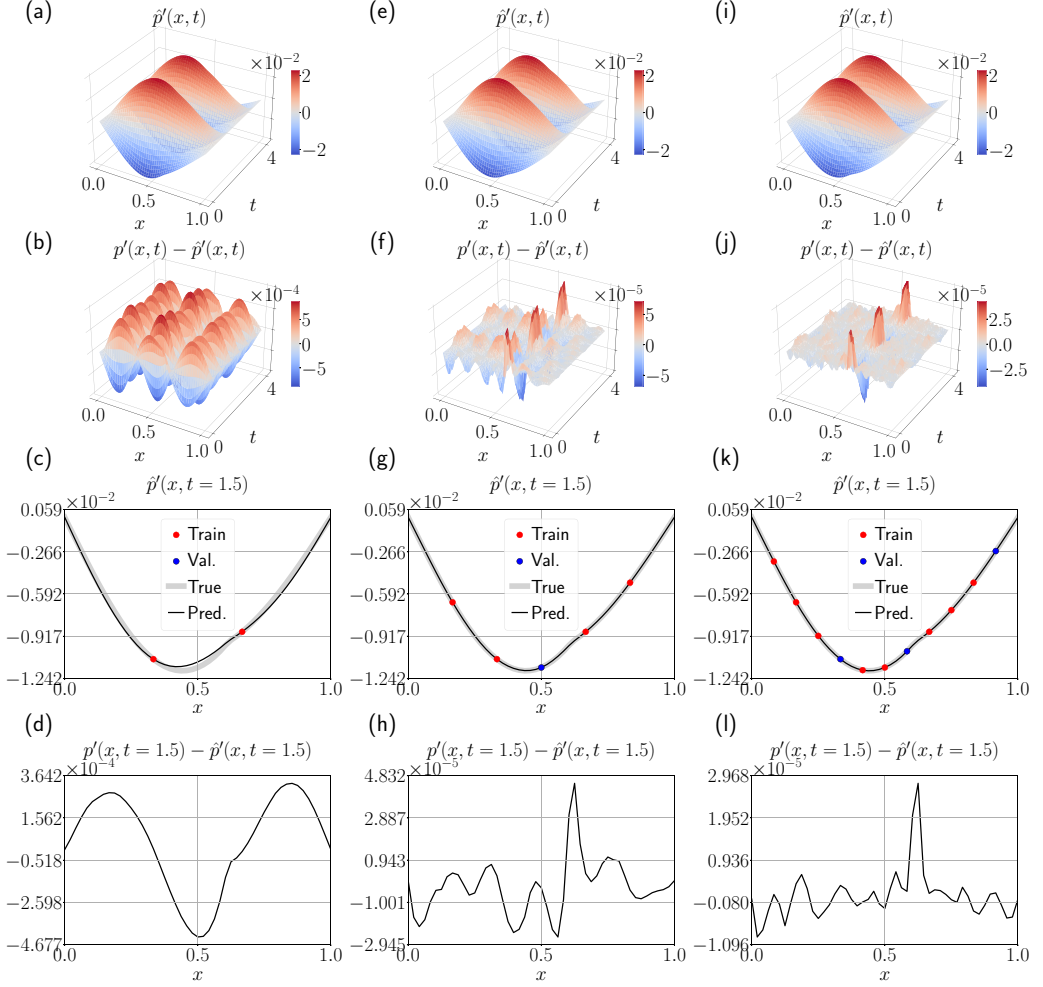 (a) (e) (i)
p̂′(x, t) p̂′(x, t) p̂′(x, t)
×10⁻² ×10⁻² ×10⁻²
2 2 2
0 0 0
−2 −2 −2
4 4 4
0.0 0.5 1.0 0 0.0 0.5 1.0 0 0.0 0.5 1.0 0
x t x t x t
(b) (f) (j)
p′(x, t) − p̂′(x, t) p′(x, t) − p̂′(x, t) p′(x, t) − p̂′(x, t)
×10⁻⁴ ×10⁻⁵ ×10⁻⁵
5 5 2.5
0 0 0.0
−5 −5 −2.5
4 4 4
0.0 0.5 1.0 0 0.0 0.5 1.0 0 0.0 0.5 1.0 0
x t x t x t
(c) (g) (k)
p̂′(x, t = 1.5) p̂′(x, t = 1.5) p̂′(x, t = 1.5)
×10⁻² ×10⁻² ×10⁻²
0.059 0.059 0.059
−0.266 −0.266 −0.266
−0.592 −0.592 −0.592
−0.917 −0.917 −0.917
−1.242 −1.242 −1.242
Train Train Train
Val. Val. Val.
True True True
Pred. Pred. Pred.
0.0 0.5 1.0 0.0 0.5 1.0 0.0 0.5 1.0
x x x
(d) (h) (l)
p′(x, t = 1.5) − p̂′(x, t = 1.5) p′(x, t = 1.5) − p̂′(x, t = 1.5) p′(x, t = 1.5) − p̂′(x, t = 1.5)
×10⁻⁴ ×10⁻⁵ ×10⁻⁵
3.642 4.832 2.968
1.562 2.887 1.952
−0.518 0.943 0.936
−2.598 −1.001 −0.080
−4.677 −2.945 −1.096
0.0 0.5 1.0 0.0 0.5 1.0 0.0 0.5 1.0
x x x